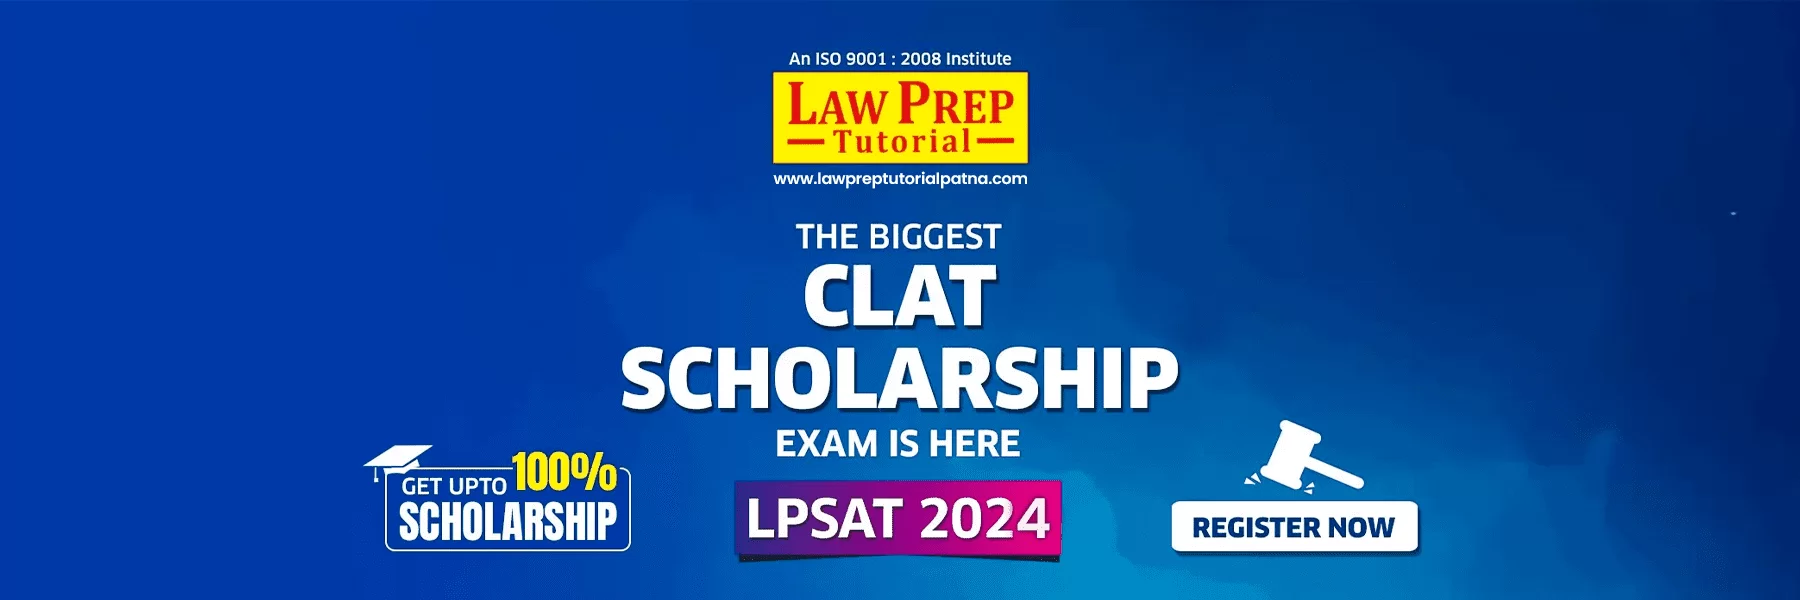 An ISO 9001 : 2008 Institute
LAW PREP
Tutorial
www.lawpreptutorialpatna.com
THE BIGGEST
CLAT
SCHOLARSHIP
EXAM IS HERE
GET UPTO 100%
SCHOLARSHIP
LPSAT 2024
REGISTER NOW